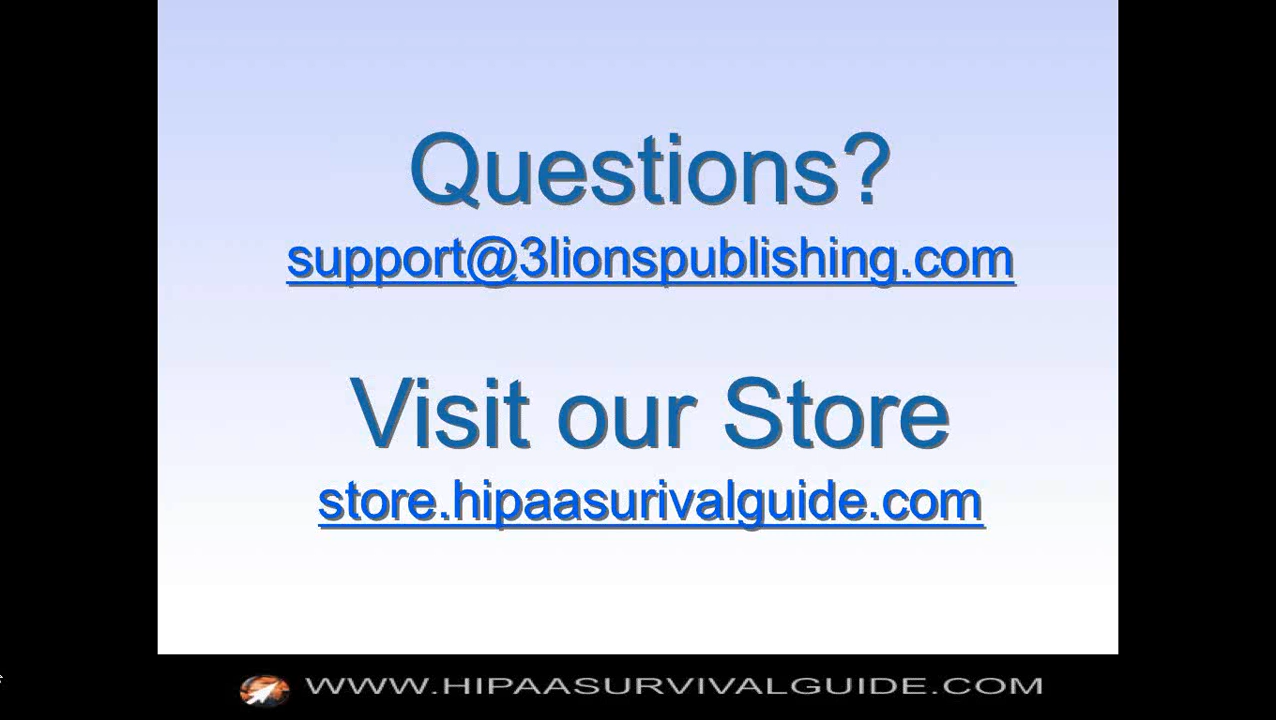 Questions?
support@3lionspublishing.com
Visit our Store
store.hipaasurivalguide.com
WWW.HIPAASURVIVALGUIDE.COM